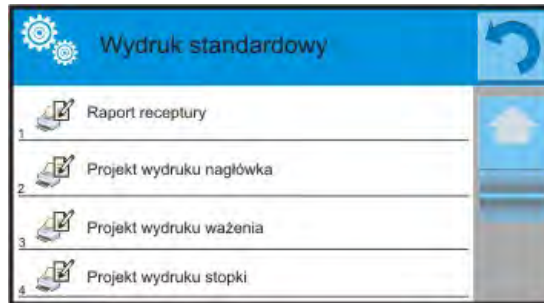 Wydruk standardowy
1 Raport receptury
2 Projekt wydruku nagłówka
3 Projekt wydruku ważenia
4 Projekt wydruku stopki